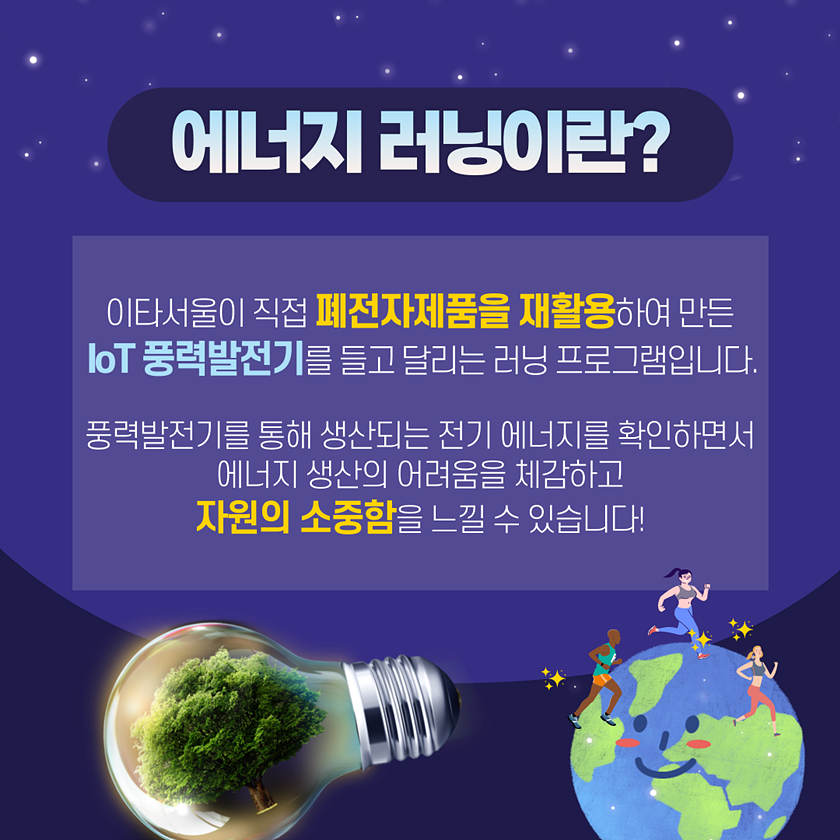 에너지 러닝이란?
이타서울이 직접 폐전자제품을 재활용하여 만든
IoT 풍력발전기를 들고 달리는 러닝 프로그램입니다.
풍력발전기를 통해 생산되는 전기 에너지를 확인하면서
에너지 생산의 어려움을 체감하고
자원의 소중함을 느낄 수 있습니다!